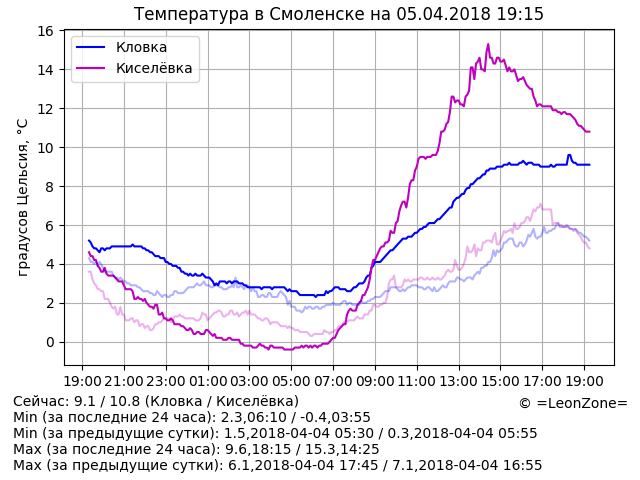 Температура в Смоленске на 05.04.2018 19:15
Кловка
Киселёвка
градусов Цельсия, °C
16
14
12
10
8
6
4
2
0
19:00 21:00 23:00 01:00 03:00 05:00 07:00 09:00 11:00 13:00 15:00 17:00 19:00
Сейчас: 9.1 / 10.8 (Кловка / Киселёвка)
© =LeonZone=
Min (за последние 24 часа): 2.3,06:10 / -0.4,03:55
Min (за предыдущие сутки): 1.5,2018-04-04 05:30 / 0.3,2018-04-04 05:55
Max (за последние 24 часа): 9.6,18:15 / 15.3,14:25
Max (за предыдущие сутки): 6.1,2018-04-04 17:45 / 7.1,2018-04-04 16:55